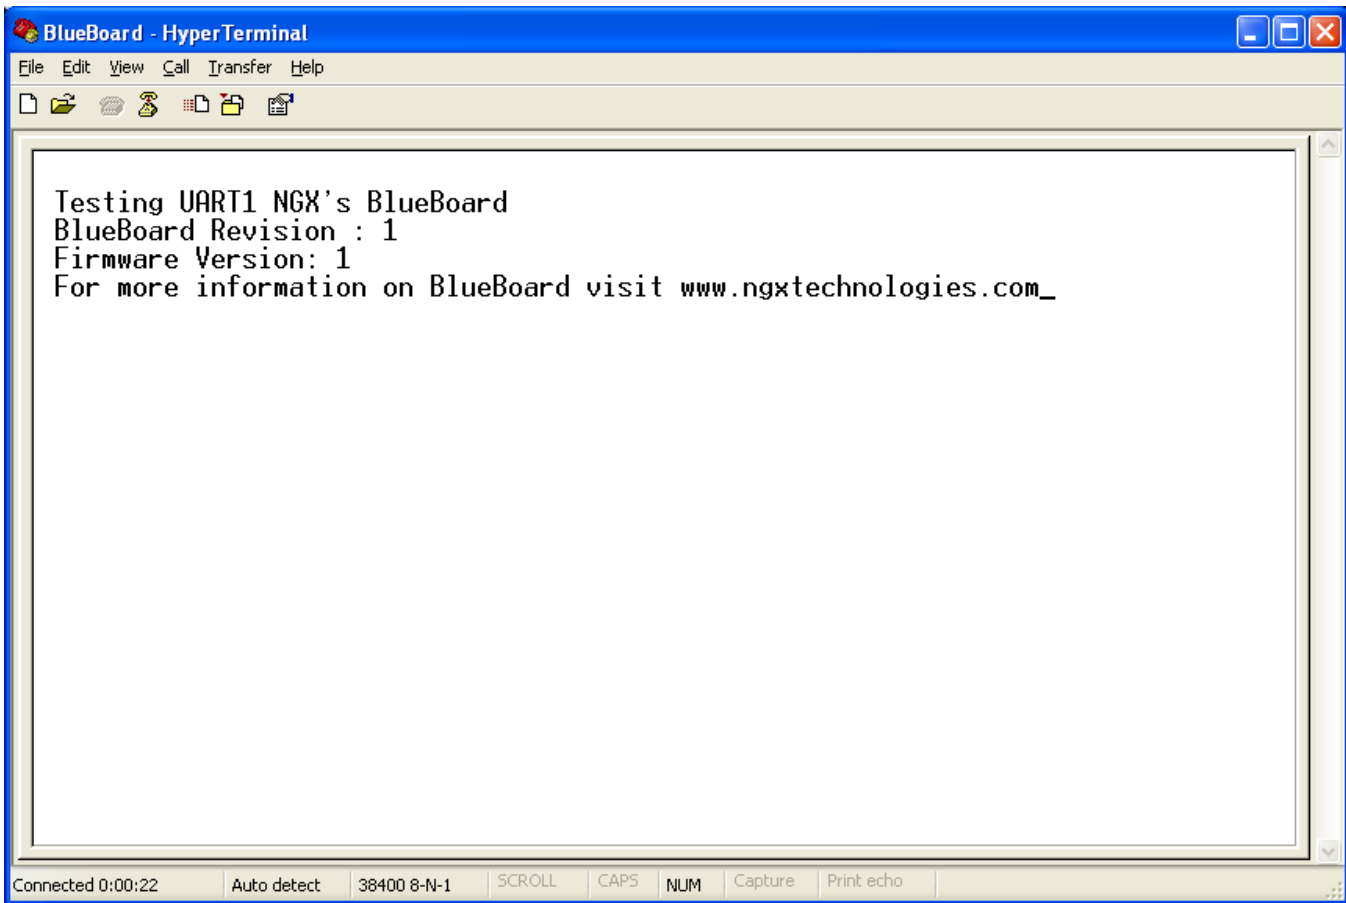 BlueBoard - HyperTerminal
File Edit View Call Transfer Help
Testing UART1 NGX's BlueBoard
BlueBoard Revision : 1
Firmware Version: 1
For more information on BlueBoard visit www.ngxtechnologies.com_
Connected 0:00:22 Auto detect 38400 8-N-1 SCROLL CAPS NUM Capture Print echo